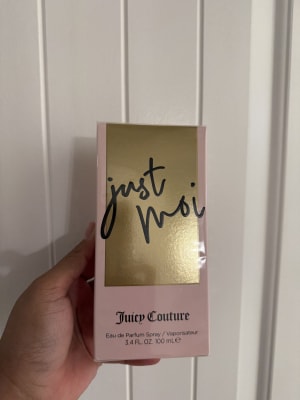 just
moi
Juicy Couture
Eau de Parfum Spray / Vaporisateur
3.4 FL. OZ. 100 mL ℮